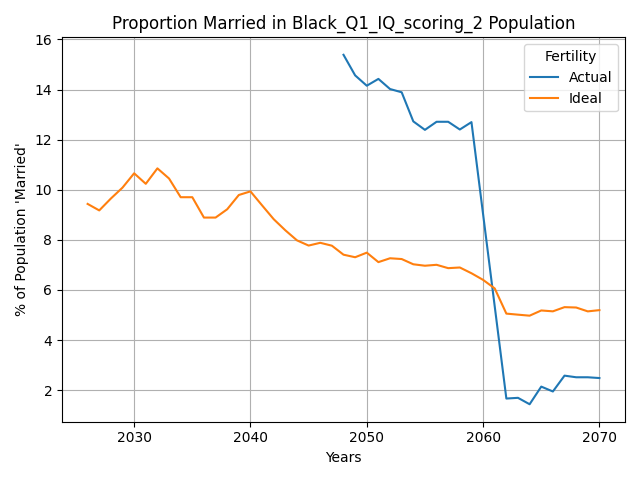 Proportion Married in Black_Q1_IQ_scoring_2 Population
% of Population 'Married'
16
14
12
10
8
6
4
2
Fertility
Actual
Ideal
2030 2040 2050 2060 2070
Years